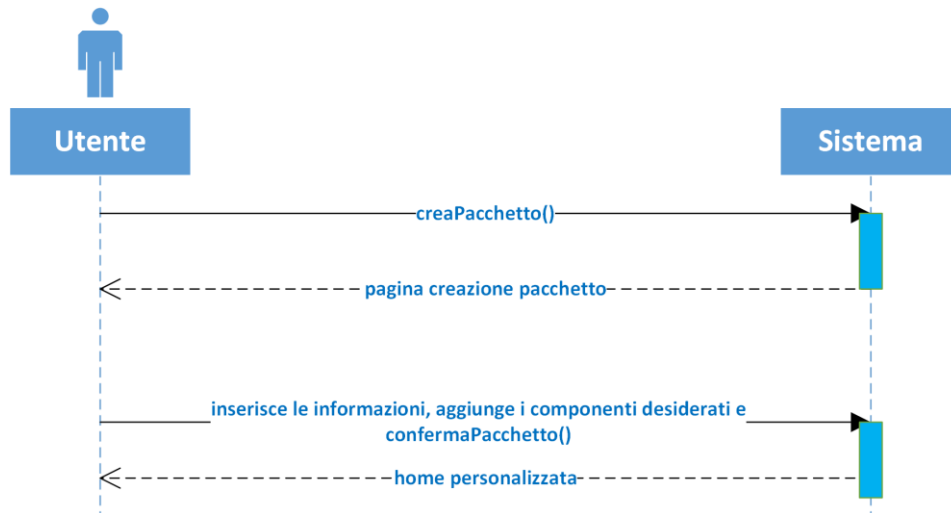 Utente
Sistema
creaPacchetto()
pagina creazione pacchetto
inserisce le informazioni, aggiunge i componenti desiderati e
confermaPacchetto()
home personalizzata